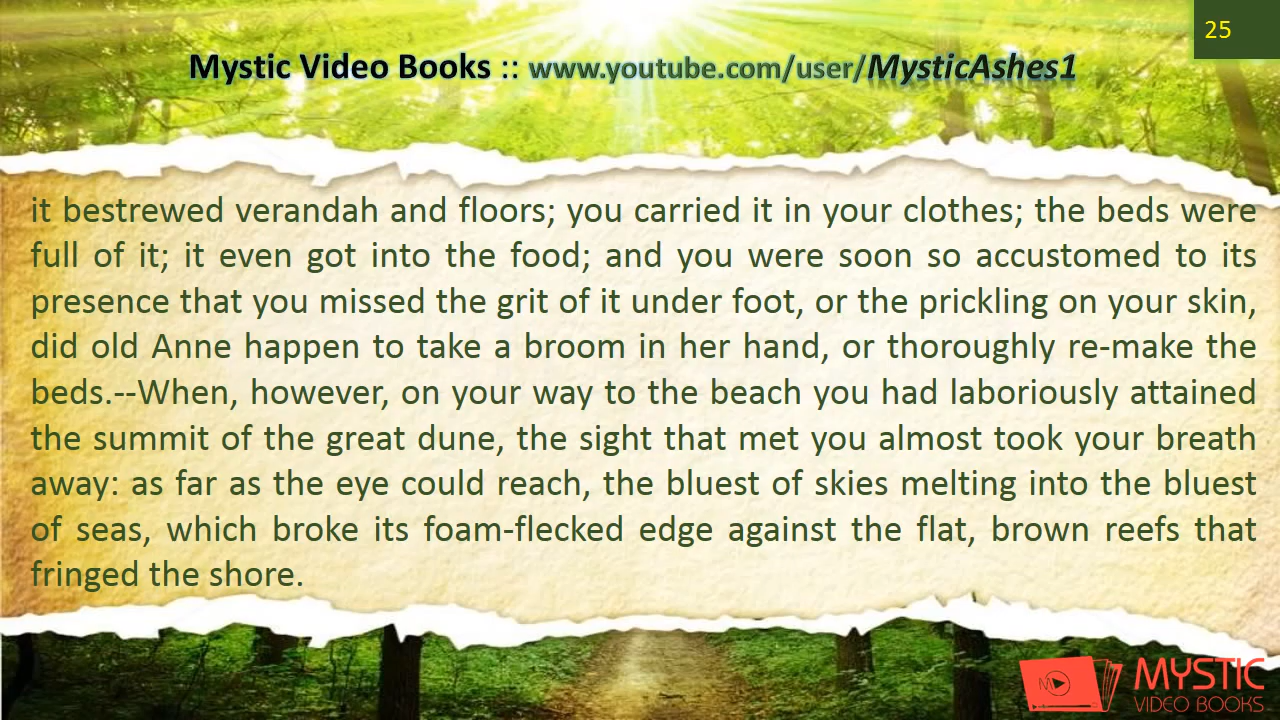 25
Mystic Video Books :: www.youtube.com/user/MysticAshes1
it bestrewed verandah and floors; you carried it in your clothes; the beds were
full of it; it even got into the food; and you were soon so accustomed to its
presence that you missed the grit of it under foot, or the prickling on your skin,
did old Anne happen to take a broom in her hand, or thoroughly re-make the
beds.--When, however, on your way to the beach you had laboriously attained
the summit of the great dune, the sight that met you almost took your breath
away: as far as the eye could reach, the bluest of skies melting into the bluest
of seas, which broke its foam-flecked edge against the flat, brown reefs that
fringed the shore.
MYSTIC
VIDEO BOOKS